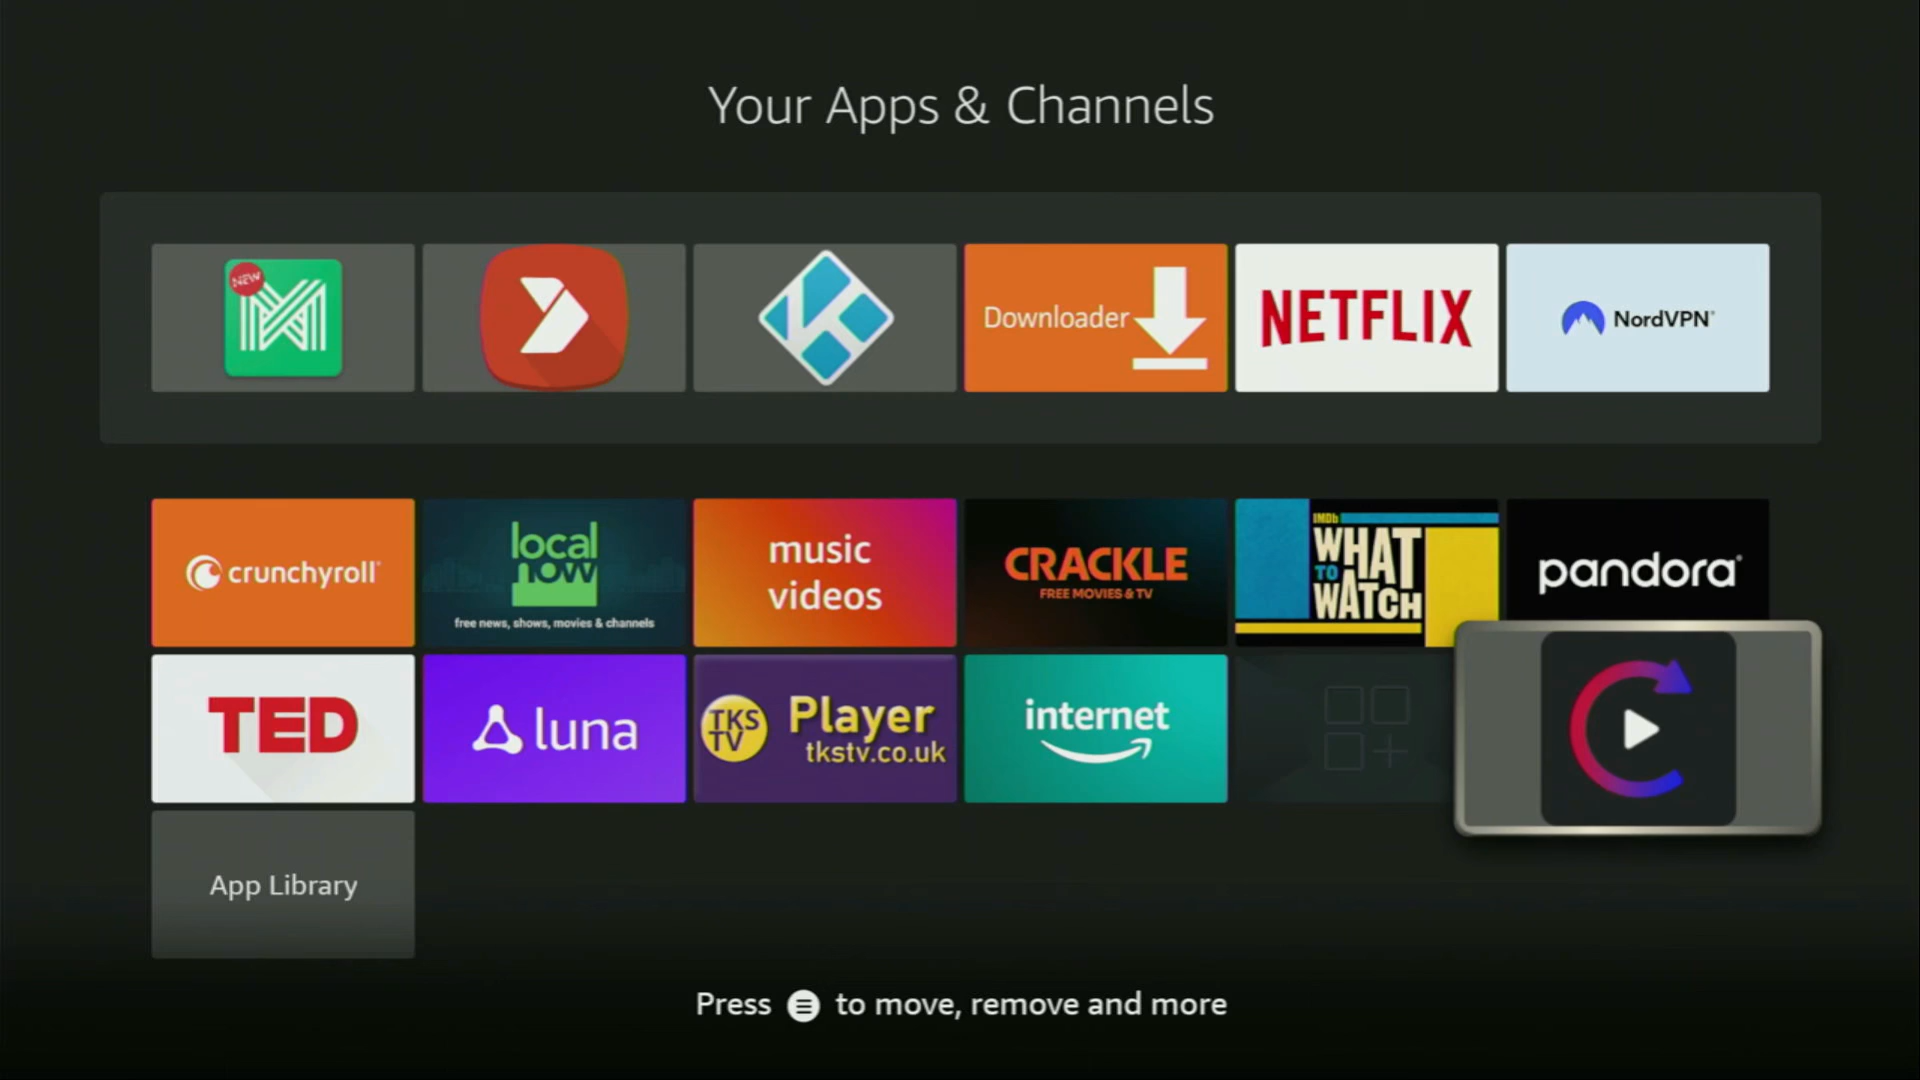 Your Apps & Channels
NEW
Downloader
NETFLIX
NordVPN®
crunchyroll®
local
now
free news, shows, movies & channels
music
videos
CRACKLE
FREE MOVIES & TV
IMDb
WHAT
TO
WATCH
pandora®
TED
luna
TKS
TV
Player
tkstv.co.uk
internet
App Library
Press to move, remove and more